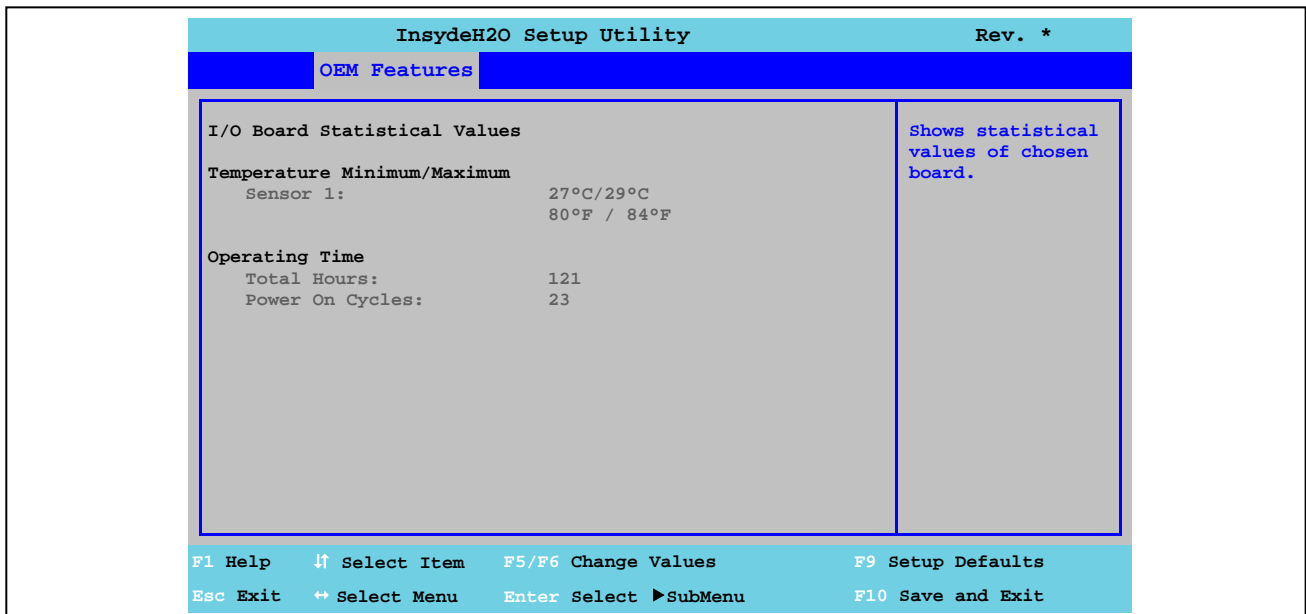 InsydeH2O Setup Utility Rev. *
OEM Features
I/O Board Statistical Values
Temperature Minimum/Maximum
Sensor 1: 27°C/29°C
80°F / 84°F
Operating Time
Total Hours: 121
Power On Cycles: 23
Shows statistical
values of chosen
board.
F1 Help ↓↑ Select Item F5/F6 Change Values F9 Setup Defaults
Esc Exit ↔ Select Menu Enter Select ▶SubMenu F10 Save and Exit